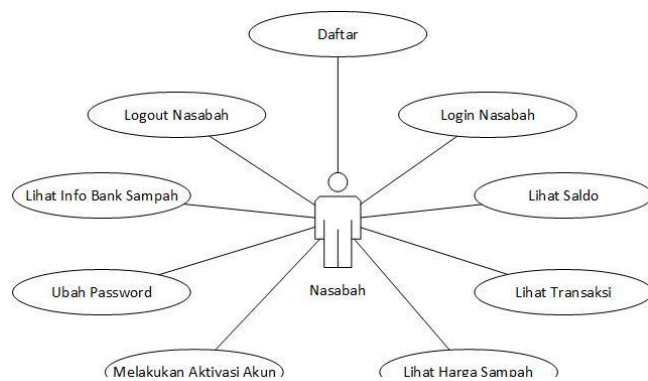 Daftar
Logout Nasabah
Login Nasabah
Lihat Info Bank Sampah
Lihat Saldo
Ubah Password
Nasabah
Lihat Transaksi
Melakukan Aktivasi Akun
Lihat Harga Sampah